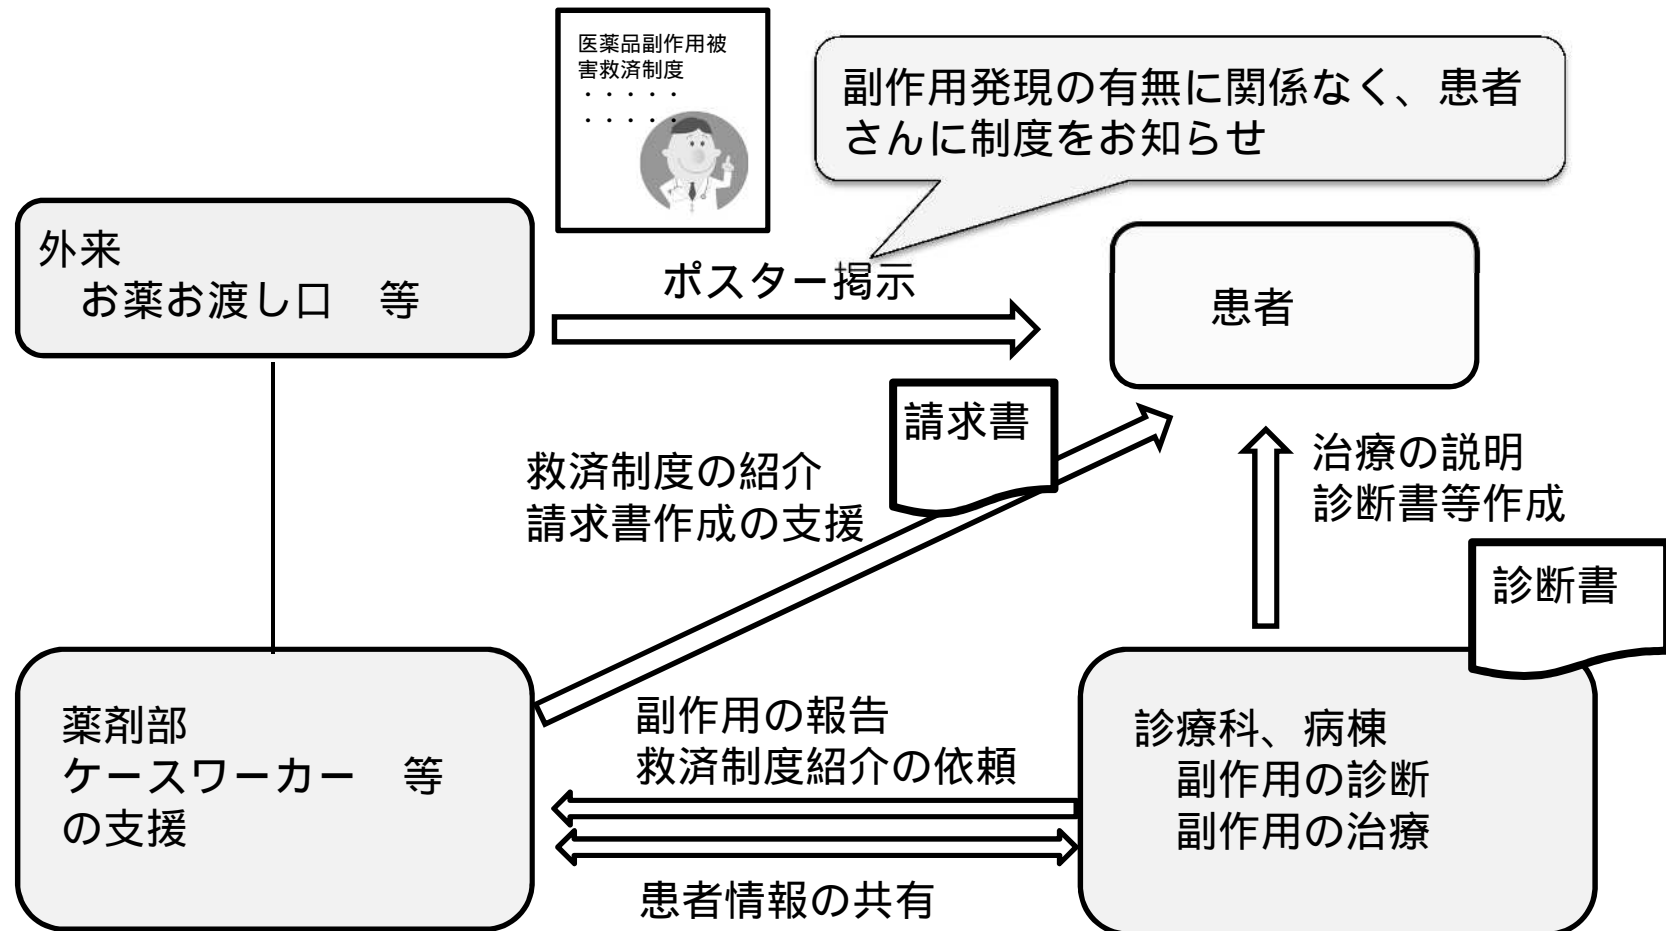 医薬品副作用被
害救済制度
・・・・・
・・・・・
副作用発現の有無に関係なく、患者
さんに制度をお知らせ
外来
お薬お渡し口　等
ポスター掲示
患者
請求書
救済制度の紹介
請求書作成の支援
治療の説明
診断書等作成
診断書
薬剤部
ケースワーカー　等
の支援
副作用の報告
救済制度紹介の依頼
診療科、病棟
副作用の診断
副作用の治療
患者情報の共有